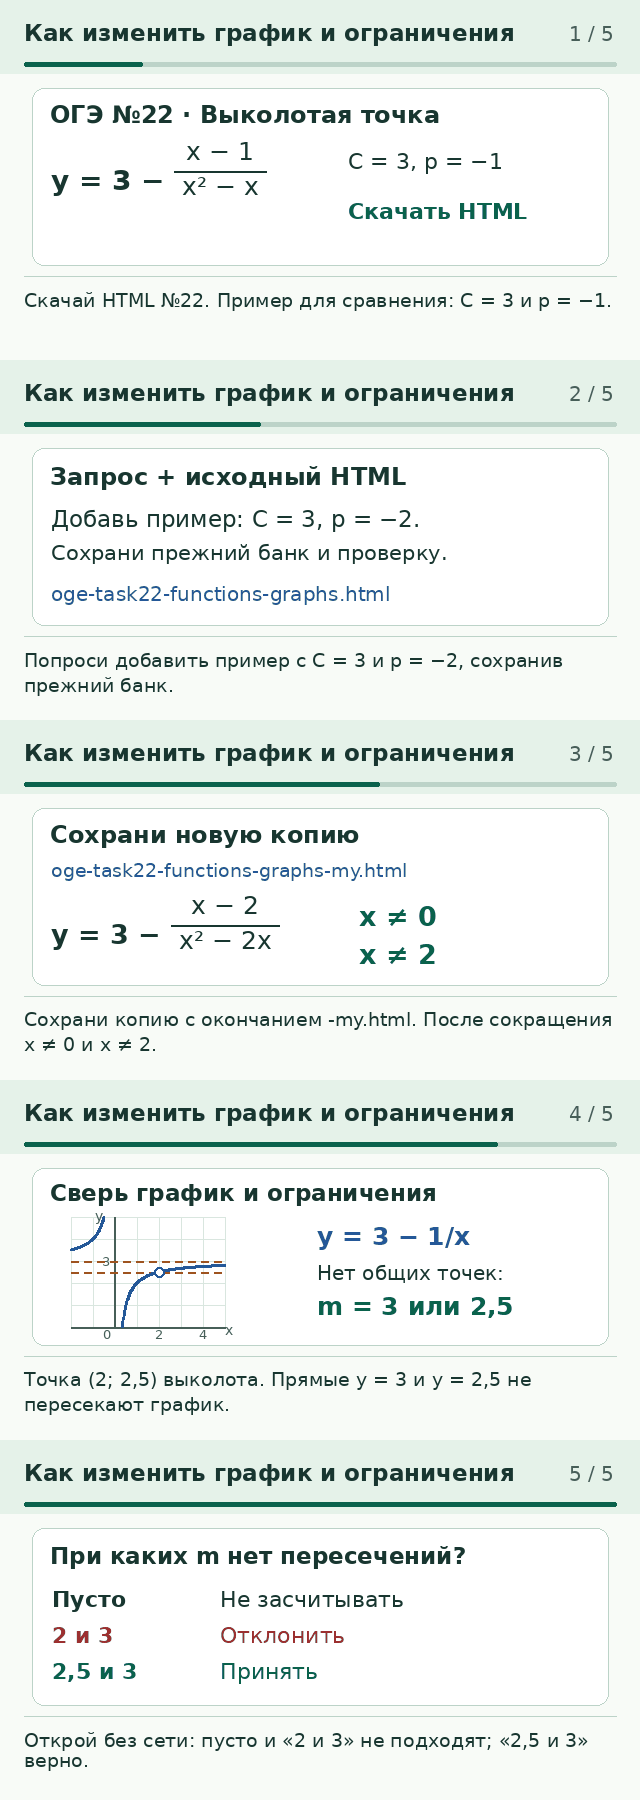 Как изменить график и ограничения 1 / 5
ОГЭ №22 · Выколотая точка
y = 3 − (x − 1)/(x² − x)
C = 3, p = −1
Скачать HTML
Скачай HTML №22. Пример для сравнения: C = 3 и p = −1.
Как изменить график и ограничения 2 / 5
Запрос + исходный HTML
Добавь пример: C = 3, p = −2.
Сохрани прежний банк и проверку.
oge-task22-functions-graphs.html
Попроси добавить пример с C = 3 и p = −2, сохранив
прежний банк.
Как изменить график и ограничения 3 / 5
Сохрани новую копию
oge-task22-functions-graphs-my.html
y = 3 − (x − 2)/(x² − 2x)
x ≠ 0
x ≠ 2
Сохрани копию с окончанием -my.html. После сокращения
x ≠ 0 и x ≠ 2.
Как изменить график и ограничения 4 / 5
Сверь график и ограничения
y
3
0 2 4 x
y = 3 − 1/x
Нет общих точек:
m = 3 или 2,5
Точка (2; 2,5) выколота. Прямые y = 3 и y = 2,5 не
пересекают график.
Как изменить график и ограничения 5 / 5
При каких m нет пересечений?
Пусто Не засчитывать
2 и 3 Отклонить
2,5 и 3 Принять
Открой без сети: пусто и «2 и 3» не подходят; «2,5 и 3»
верно.